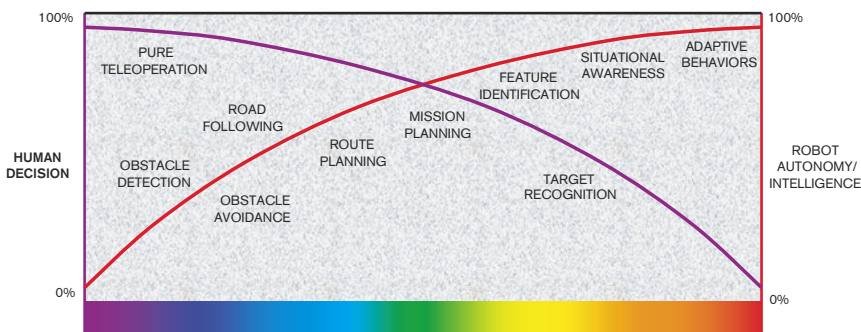 100%
100%
PURE
TELEOPERATION
ADAPTIVE
BEHAVIORS
SITUATIONAL
AWARENESS
FEATURE
IDENTIFICATION
ROAD
FOLLOWING
MISSION
PLANNING
ROUTE
PLANNING
HUMAN
DECISION
OBSTACLE
DETECTION
OBSTACLE
AVOIDANCE
TARGET
RECOGNITION
ROBOT
AUTONOMY/
INTELLIGENCE
0%
0%